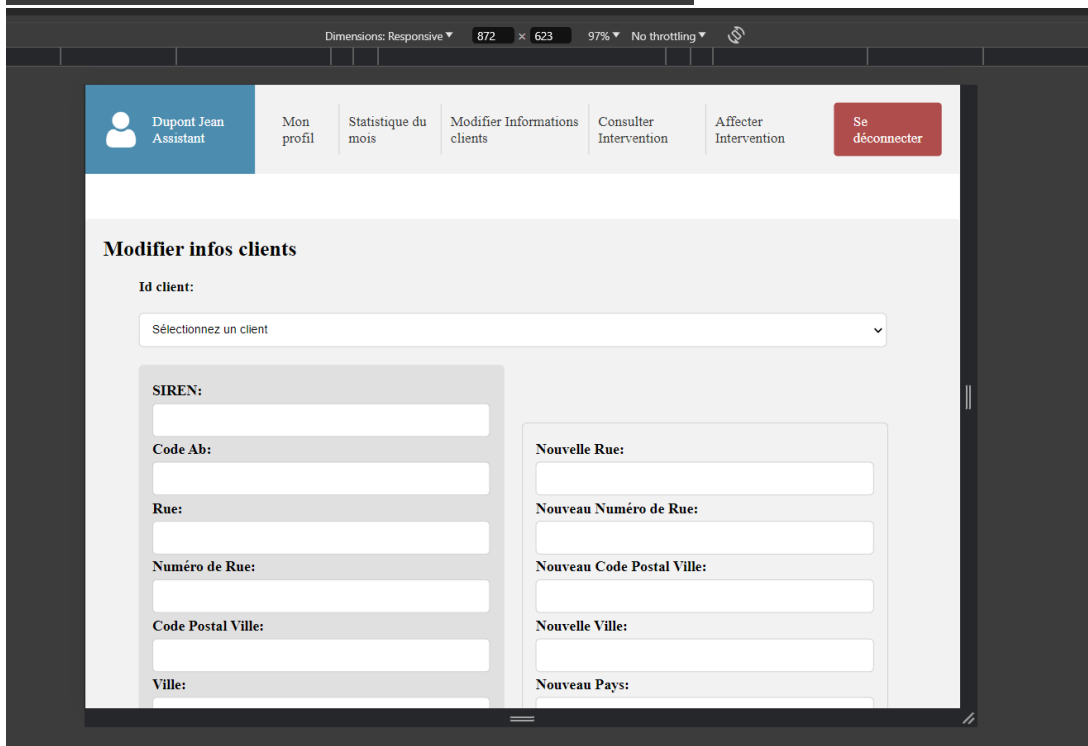 Dimensions: Responsive 872 × 623 97% No throttling
Dupont Jean
Assistant
Mon
profil
Statistique du
mois
Modifier Informations
clients
Consulter
Intervention
Affecter
Intervention
Se
déconnecter
Modifier infos clients
Id client:
Sélectionnez un client
SIREN:
Code Ab:
Rue:
Numéro de Rue:
Code Postal Ville:
Ville:
Nouvelle Rue:
Nouveau Numéro de Rue:
Nouveau Code Postal Ville:
Nouvelle Ville:
Nouveau Pays: